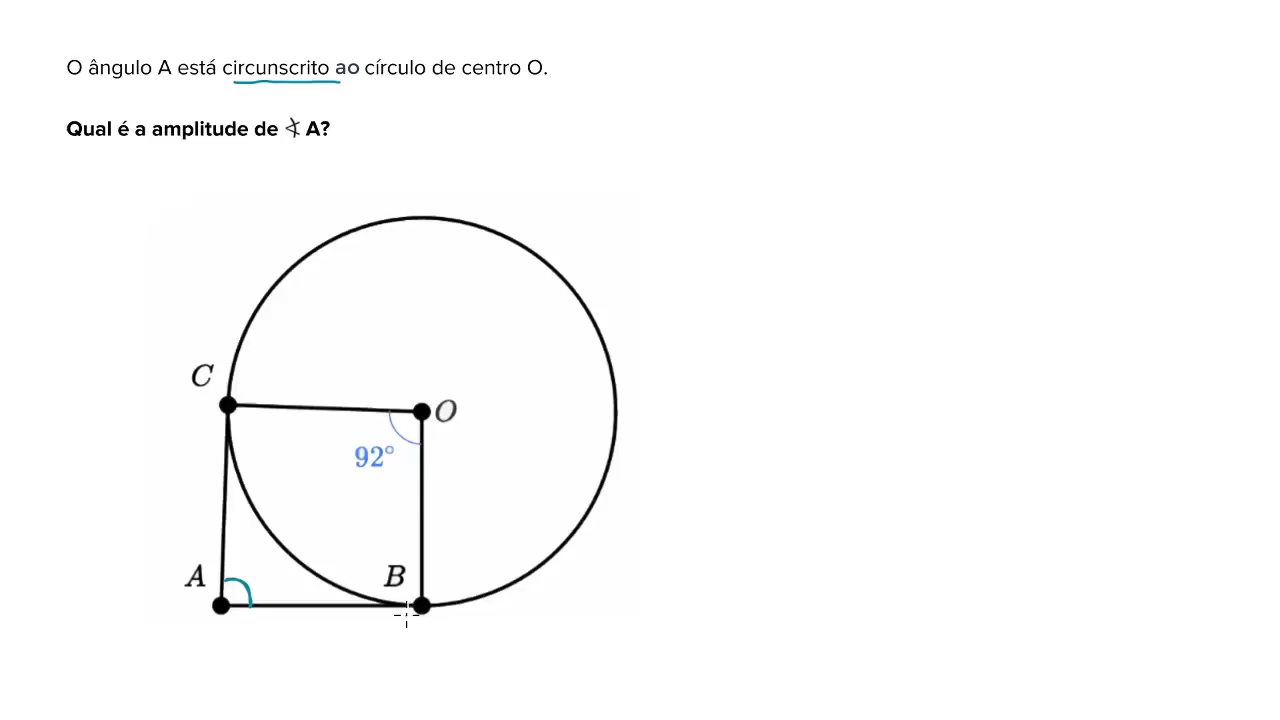 O ângulo A está circunscrito ao círculo de centro O.
Qual é a amplitude de ∢ A?
C
O
92°
A
B